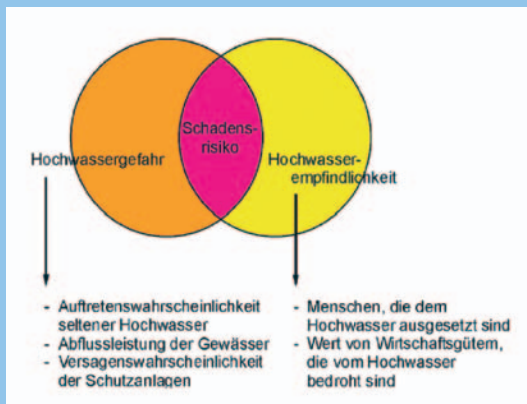 Schadens-
risiko
Hochwassergefahr
Hochwasser-
empfindlichkeit
- Auftretenswahrscheinlichkeit
seltener Hochwasser
- Abflussleistung der Gewässer
- Versagenswahrscheinlichkeit
der Schutzanlagen
- Menschen, die dem
Hochwasser ausgesetzt sind
- Wert von Wirtschaftsgütern,
die vom Hochwasser
bedroht sind